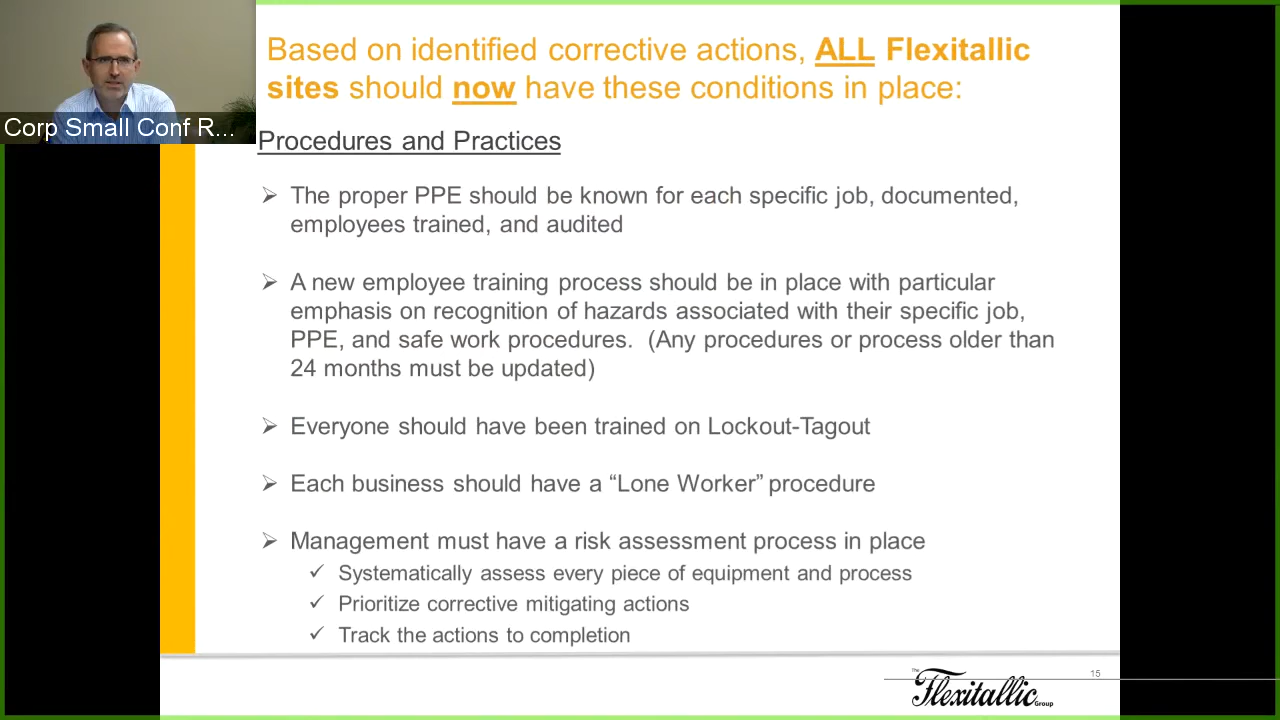 Corp Small Conf R...
Based on identified corrective actions, ALL Flexitallic
sites should now have these conditions in place:
Procedures and Practices
The proper PPE should be known for each specific job, documented,
employees trained, and audited
A new employee training process should be in place with particular
emphasis on recognition of hazards associated with their specific job,
PPE, and safe work procedures. (Any procedures or process older than
24 months must be updated)
Everyone should have been trained on Lockout-Tagout
Each business should have a “Lone Worker” procedure
Management must have a risk assessment process in place
Systematically assess every piece of equipment and process
Prioritize corrective mitigating actions
Track the actions to completion
The
Flexitallic
Group
15